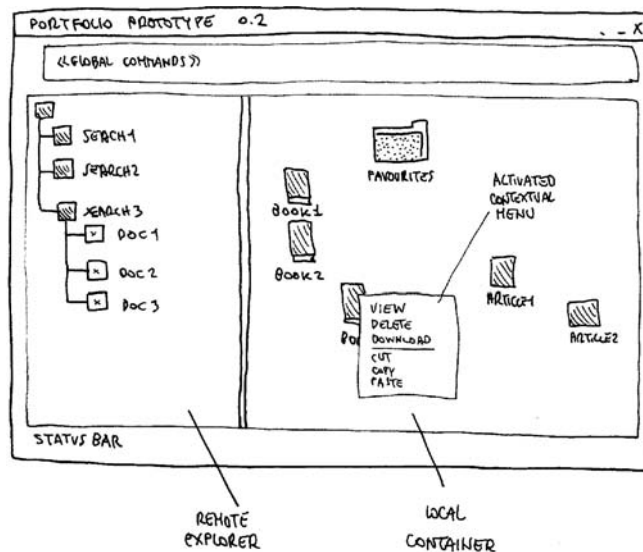 PORTFOLIO PROTOTYPE 0.2
. - X
<<GLOBAL COMMANDS>>
SEARCH1
SEARCH2
SEARCH3
DOC 1
DOC 2
DOC 3
FAVOURITES
BOOK1
BOOK2
ACTIVATED
CONTEXTUAL
MENU
ARTICLE1
ARTICLE2
VIEW
DELETE
DOWNLOAD
CUT
COPY
PASTE
STATUS BAR
REMOTE
EXPLORER
LOCAL
CONTAINER